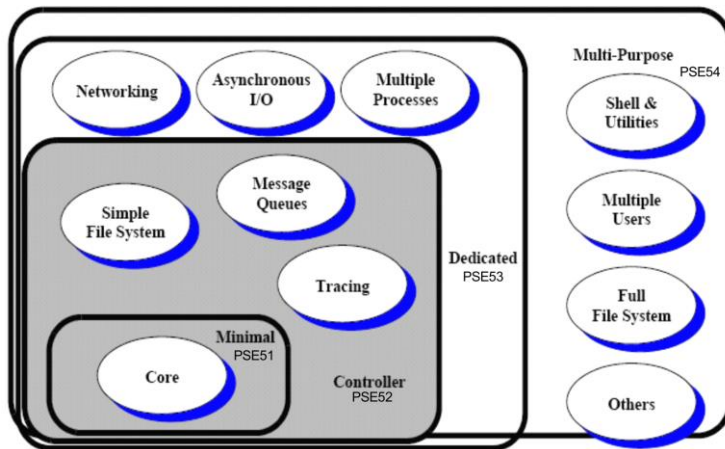 Multi-Purpose
PSE54
Networking
Asynchronous
I/O
Multiple
Processes
Shell &
Utilities
Message
Queues
Simple
File System
Multiple
Users
Dedicated
PSE53
Tracing
Full
File System
Minimal
PSE51
Core
Controller
PSE52
Others